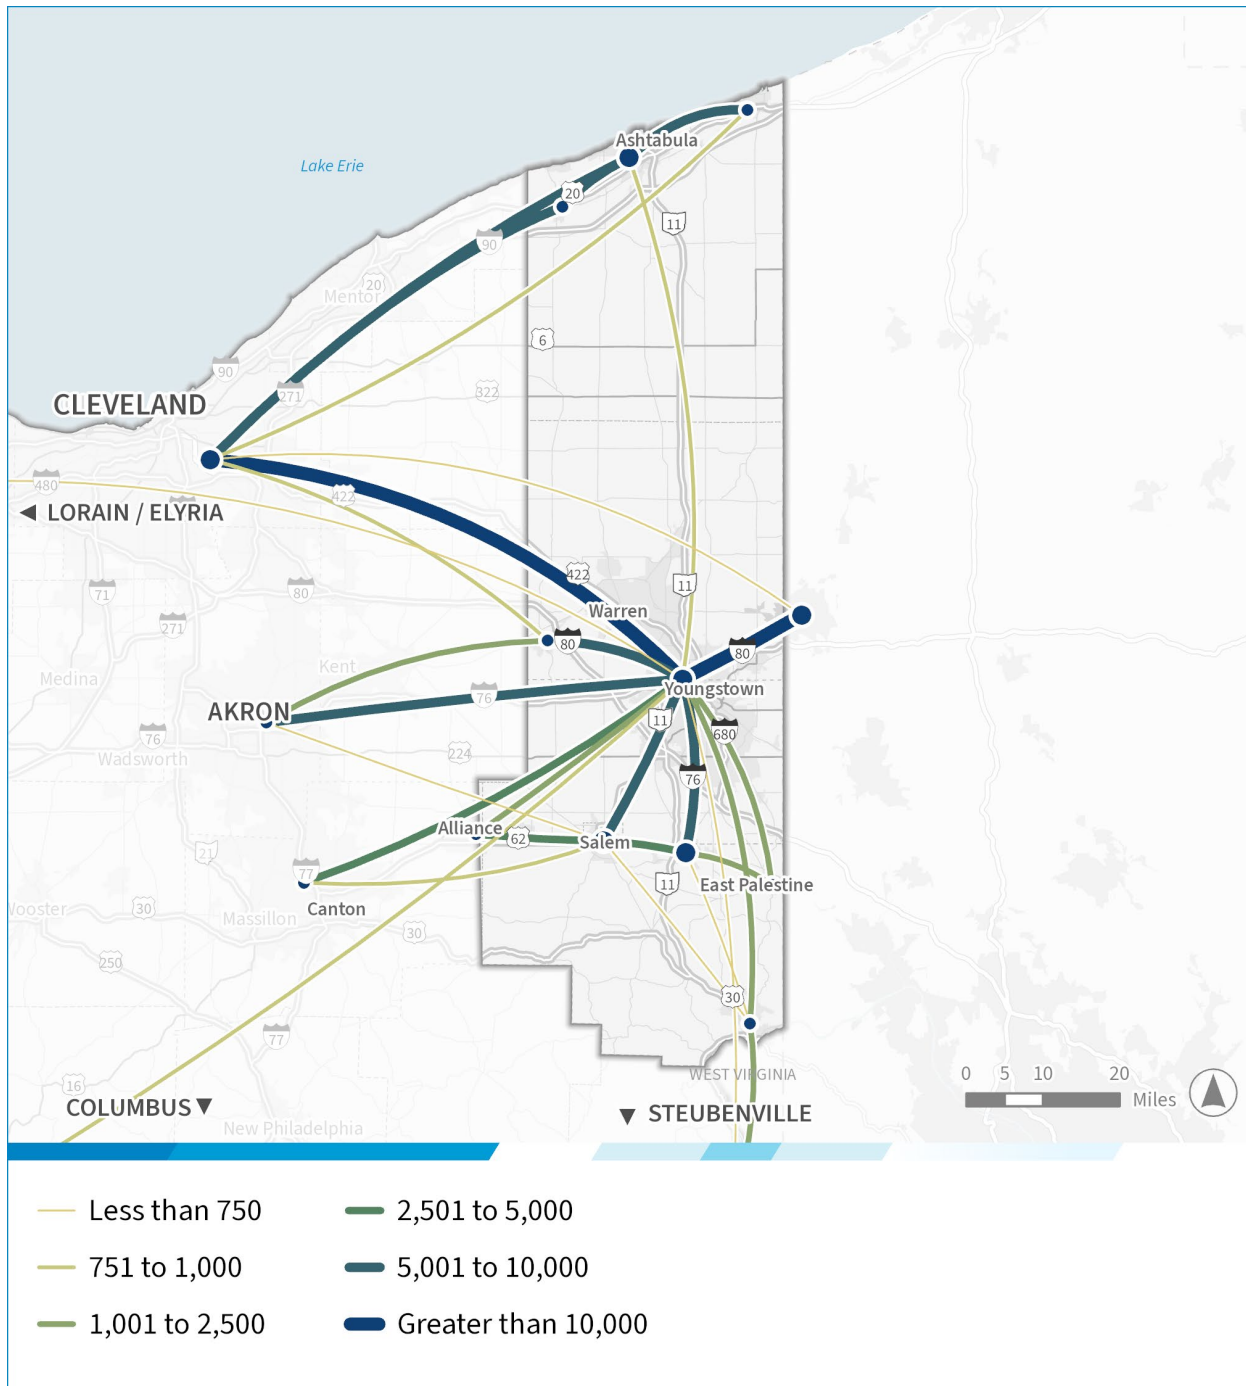 Ashtabula
Lake Erie
20
11
90
20
Mentor
6
90
271
322
CLEVELAND
480
422
LORAIN / ELYRIA
422
71
80
11
Warren
271
80
80
Kent
Medina
Youngstown
76
AKRON
11
76
680
Wadsworth
224
76
Alliance
62
Salem
21
77
11
East Palestine
Wooster
30
Canton
Massillon
30
250
30
77
WEST VIRGINIA
0 5 10 20
Miles
16
COLUMBUS
STEUBENVILLE
New Philadelphia
Less than 750
2,501 to 5,000
751 to 1,000
5,001 to 10,000
1,001 to 2,500
Greater than 10,000